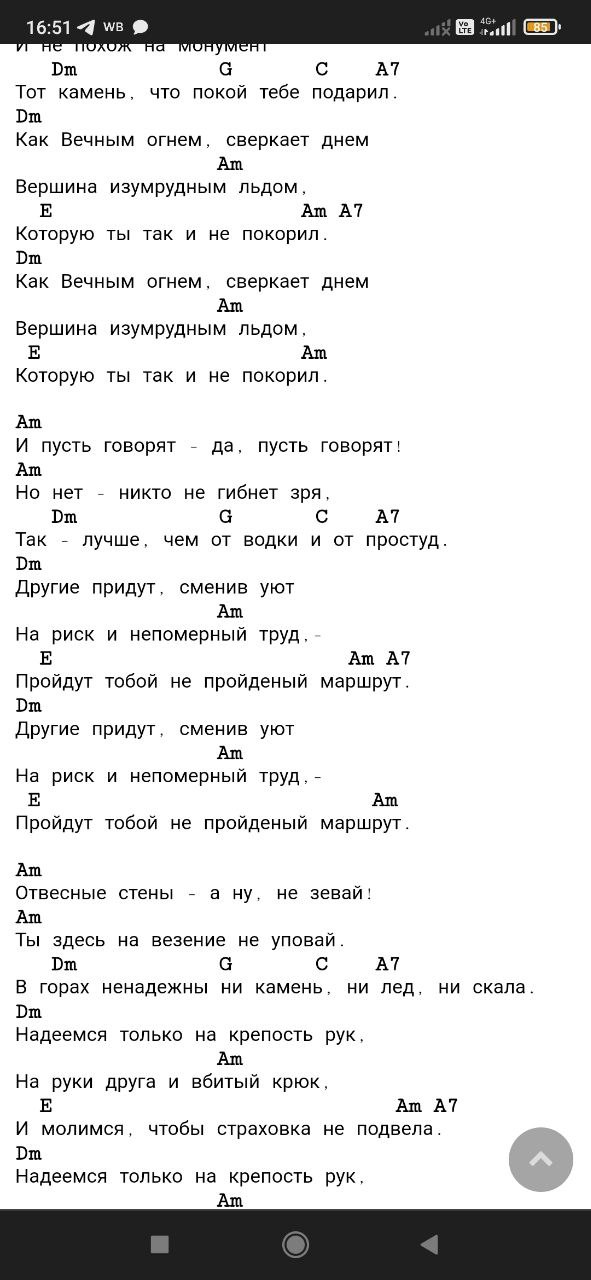 16:51 WB Vo LTE 4G+ 85
И не похож на монумент
Dm G C A7
Тот камень, что покой тебе подарил.
Dm
Как Вечным огнем, сверкает днем
Am
Вершина изумрудным льдом,
E Am A7
Которую ты так и не покорил.
Dm
Как Вечным огнем, сверкает днем
Am
Вершина изумрудным льдом,
E Am
Которую ты так и не покорил.
Am
И пусть говорят - да, пусть говорят!
Am
Но нет - никто не гибнет зря,
Dm G C A7
Так - лучше, чем от водки и от простуд.
Dm
Другие придут, сменив уют
Am
На риск и непомерный труд,-
E Am A7
Пройдут тобой не пройденый маршрут.
Dm
Другие придут, сменив уют
Am
На риск и непомерный труд,-
E Am
Пройдут тобой не пройденый маршрут.
Am
Отвесные стены - а ну, не зевай!
Am
Ты здесь на везение не уповай.
Dm G C A7
В горах ненадежны ни камень, ни лед, ни скала.
Dm
Надеемся только на крепость рук,
Am
На руки друга и вбитый крюк,
E Am A7
И молимся, чтобы страховка не подвела.
Dm
Надеемся только на крепость рук,
Am